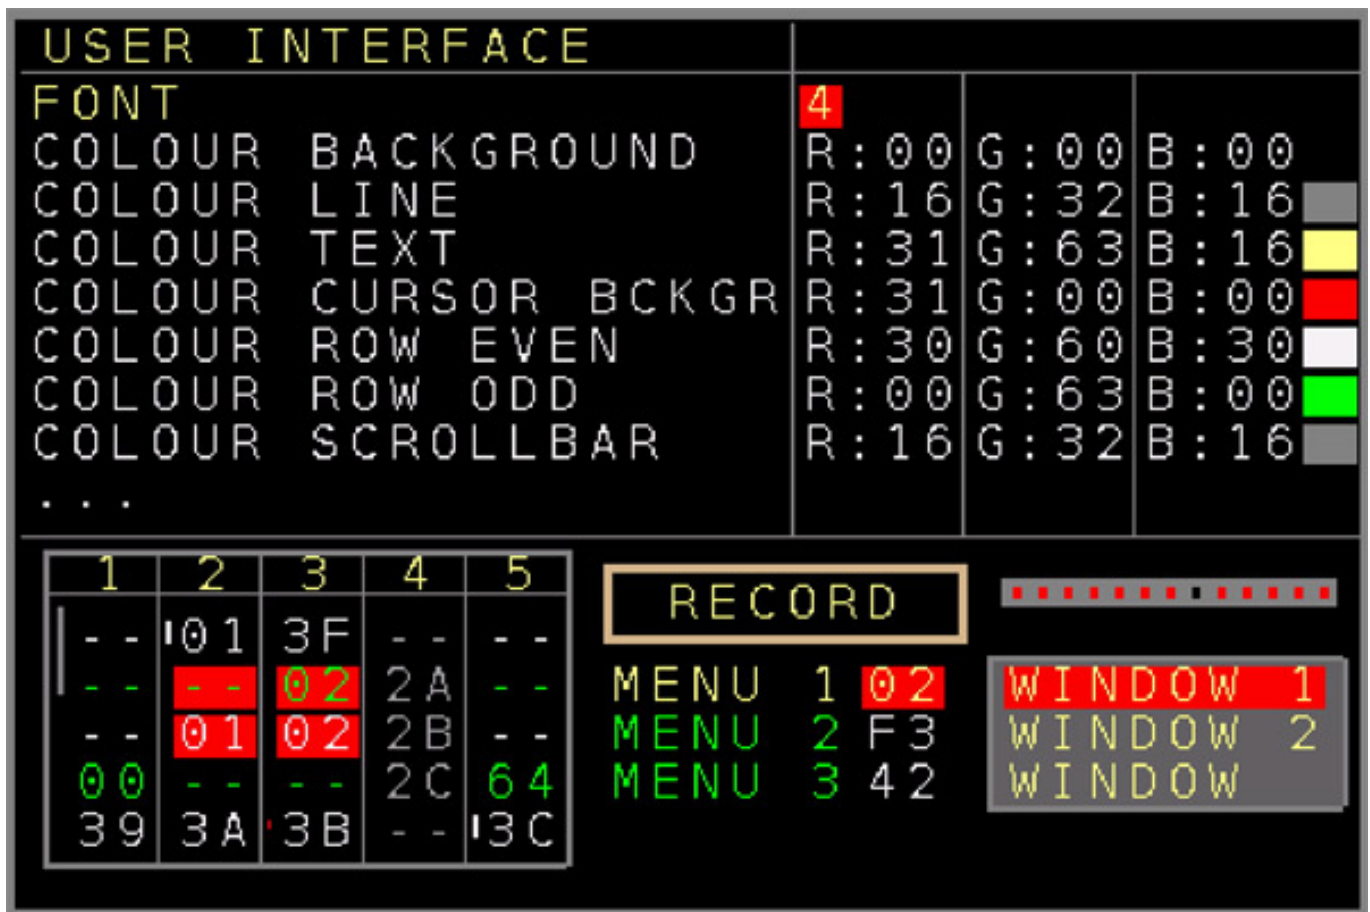 USER INTERFACE
FONT 4
COLOUR BACKGROUND R:00 G:00 B:00
COLOUR LINE R:16 G:32 B:16
COLOUR TEXT R:31 G:63 B:16
COLOUR CURSOR BCKGR R:31 G:00 B:00
COLOUR ROW EVEN R:30 G:60 B:30
COLOUR ROW ODD R:00 G:63 B:00
COLOUR SCROLLBAR R:16 G:32 B:16
...
1 2 3 4 5
-- 01 3F -- --
-- -- 02 2A --
-- 01 02 2B --
00 -- -- 2C 64
39 3A 3B -- 3C
RECORD
MENU 1 02
MENU 2 F3
MENU 3 42
WINDOW 1
WINDOW 2
WINDOW